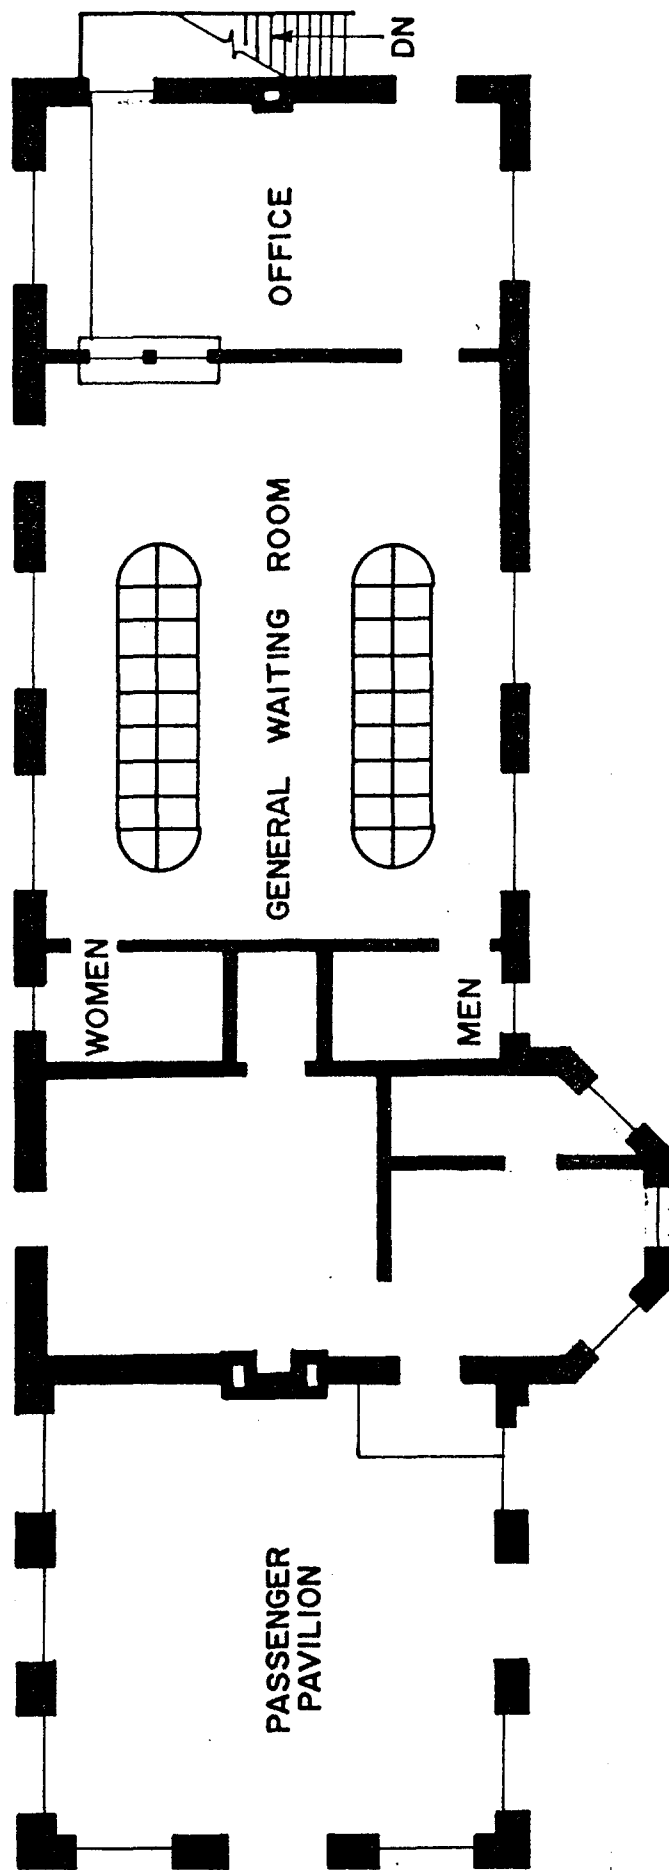 DN
OFFICE
GENERAL WAITING ROOM
WOMEN
MEN
PASSENGER
PAVILION